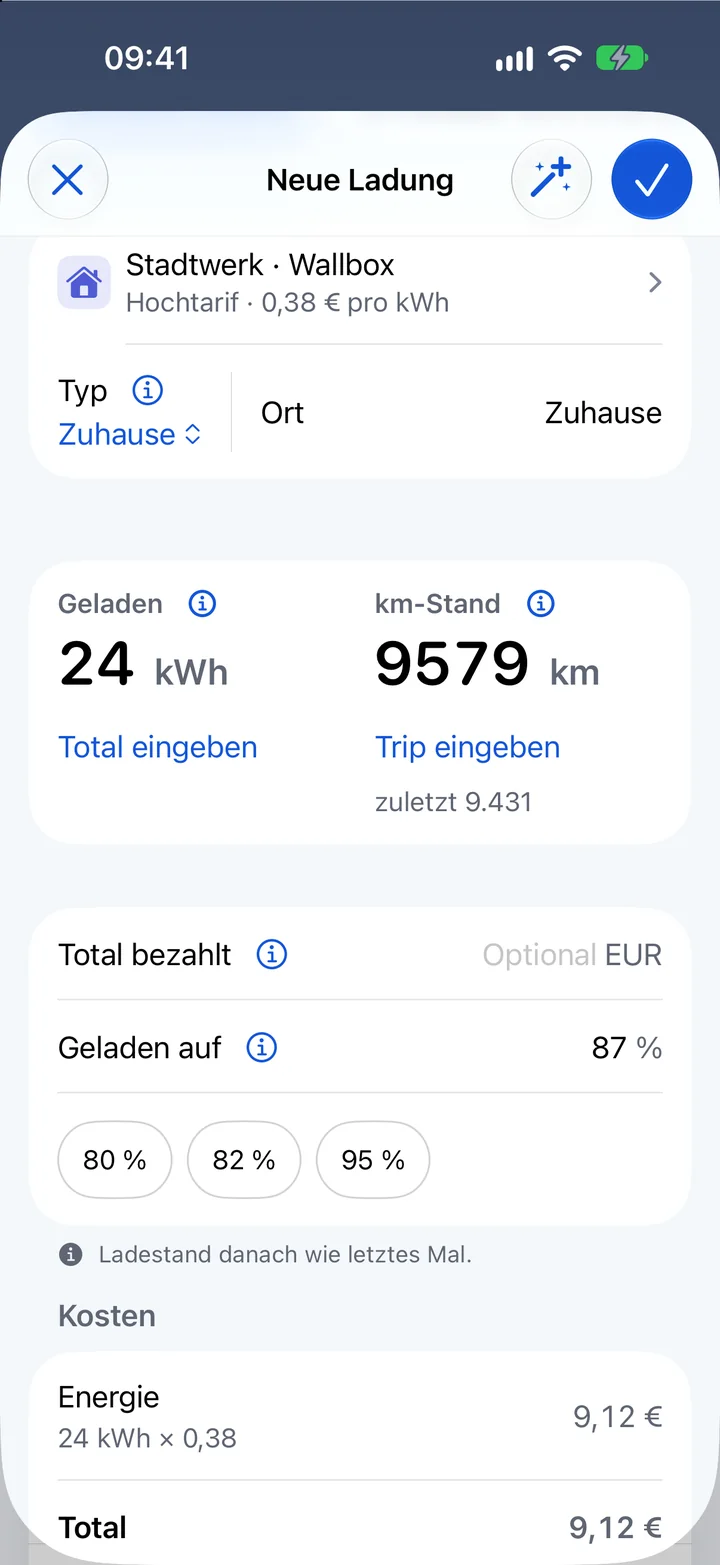 09:41
Neue Ladung
Stadtwerk · Wallbox
Hochtarif · 0,38 € pro kWh
Typ
Zuhause
Ort
Zuhause
Geladen
24 kWh
Total eingeben
km-Stand
9579 km
Trip eingeben
zuletzt 9.431
Total bezahlt
Optional EUR
Geladen auf
87 %
80 %
82 %
95 %
Ladestand danach wie letztes Mal.
Kosten
Energie
24 kWh × 0,38
9,12 €
Total
9,12 €